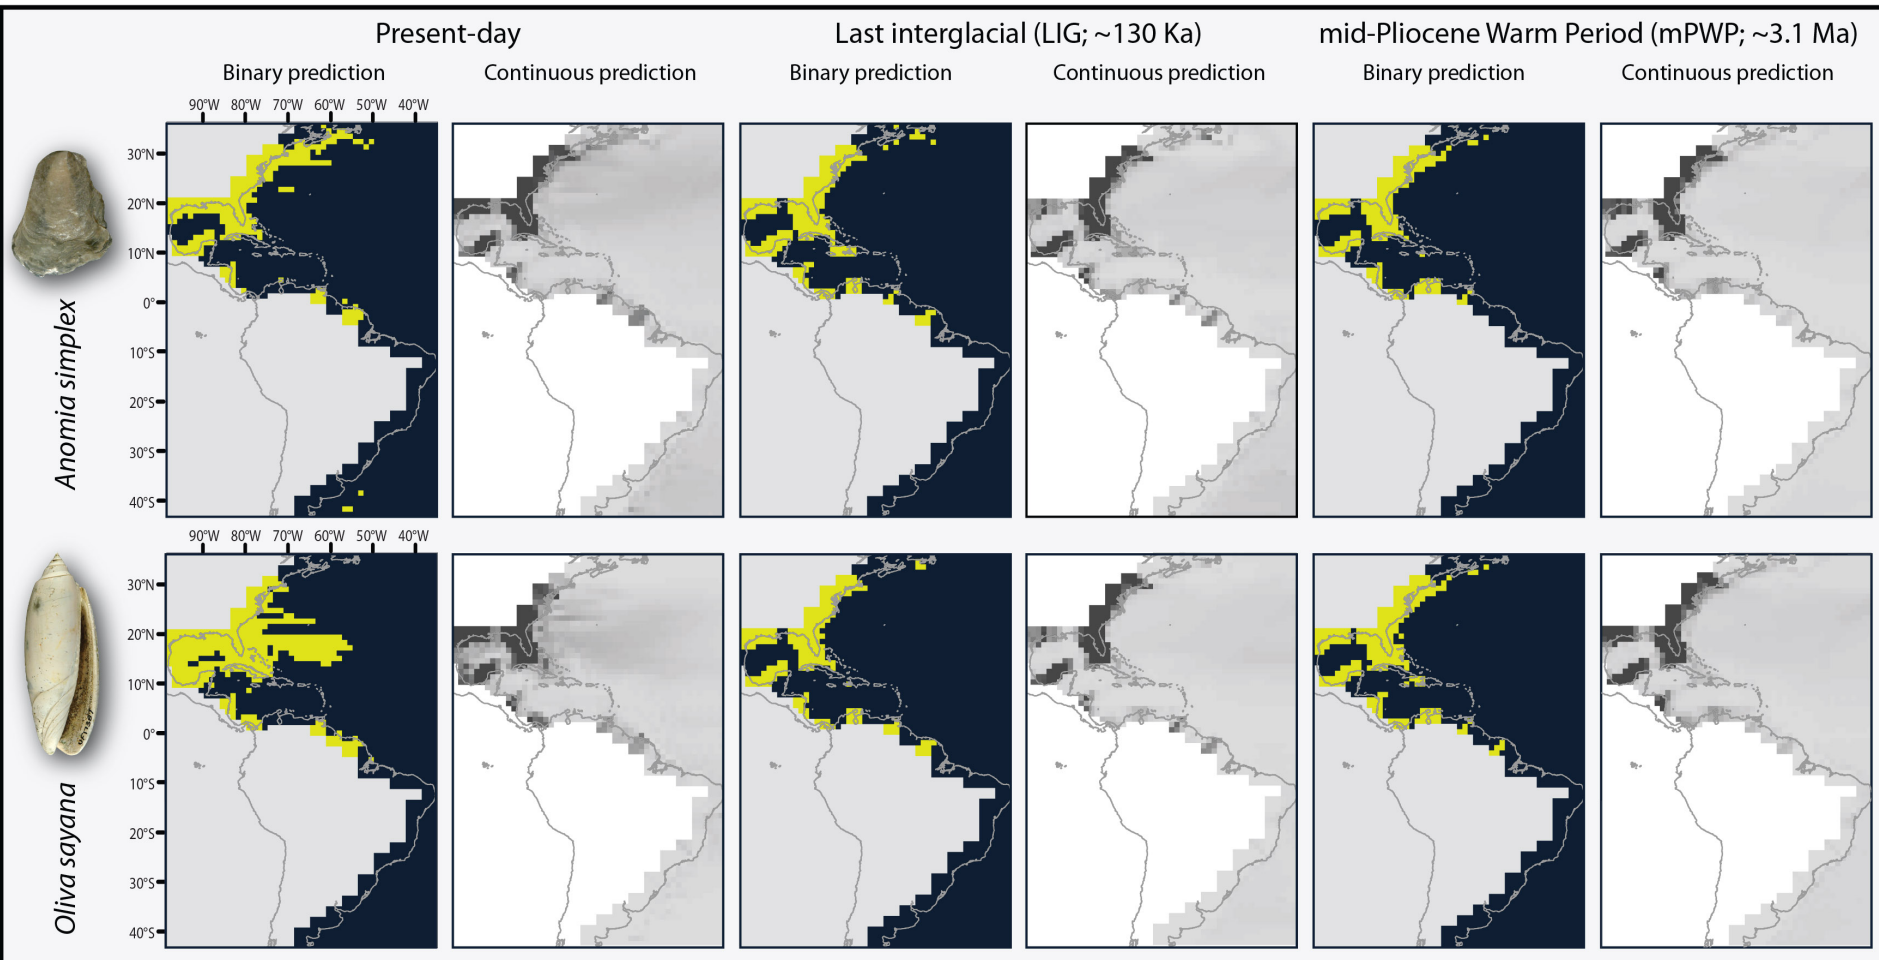 Present-day
Last interglacial (LIG; ~130 Ka)
mid-Pliocene Warm Period (mPWP; ~3.1 Ma)
Binary prediction
Continuous prediction
Binary prediction
Continuous prediction
Binary prediction
Continuous prediction
90°W 80°W 70°W 60°W 50°W 40°W
30°N
20°N
10°N
0°
10°S
20°S
30°S
40°S
Anomia simplex
90°W 80°W 70°W 60°W 50°W 40°W
30°N
20°N
10°N
0°
10°S
20°S
30°S
40°S
Oliva sayana